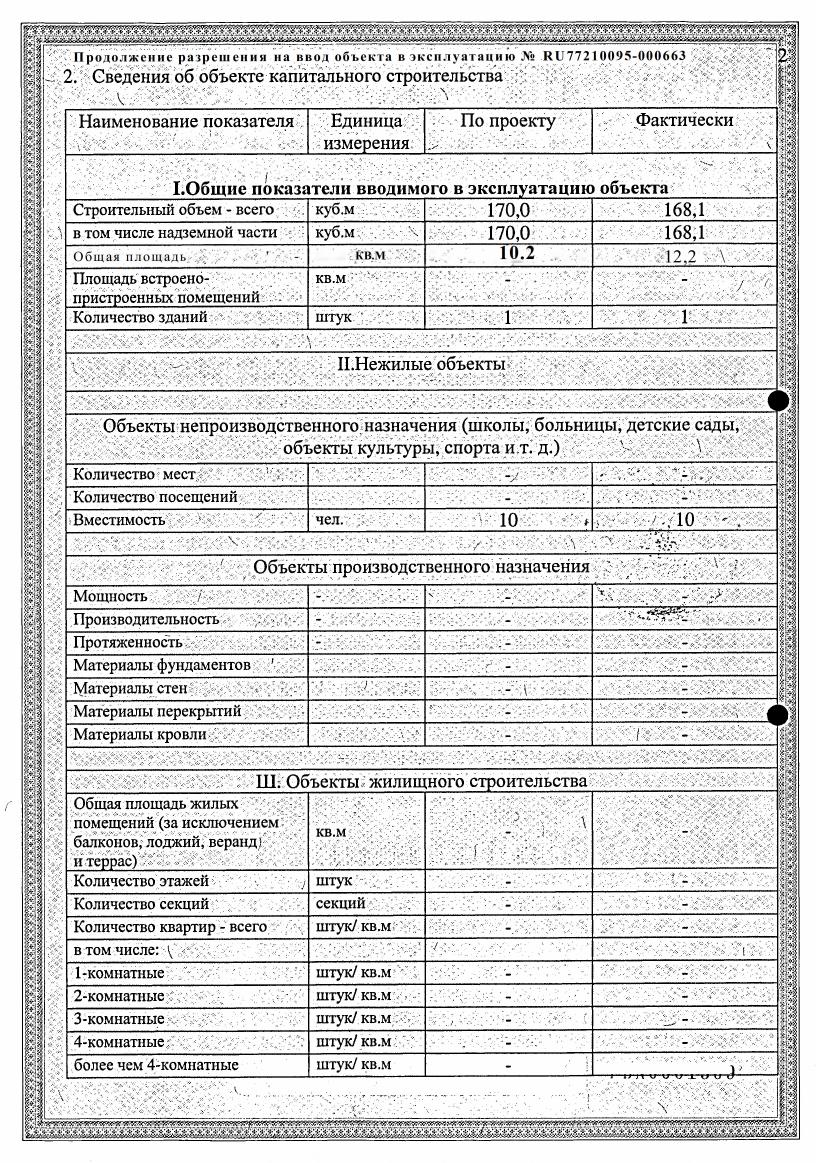 Продолжение разрешения на ввод объекта в эксплуатацию № RU77210095-000663
2
2. Сведения об объекте капитального строительства
Наименование показателя Единица измерения По проекту Фактически
I.Общие показатели вводимого в эксплуатацию объекта
Строительный объем - всего куб.м 170,0 168,1
в том числе надземной части куб.м 170,0 168,1
Общая площадь - кв.м 10.2 12,2
Площадь встроено-
пристроенных помещений кв.м - -
Количество зданий штук 1 1
II.Нежилые объекты
Объекты непроизводственного назначения (школы, больницы, детские сады,
объекты культуры, спорта и т. д.)
Количество мест - -
Количество посещений - -
Вместимость чел. 10 10
Объекты производственного назначения
Мощность - - -
Производительность - - -
Протяженность - - -
Материалы фундаментов - -
Материалы стен - -
Материалы перекрытий - -
Материалы кровли - -
Ш. Объекты жилищного строительства
Общая площадь жилых
помещений (за исключением
балконов, лоджий, веранд
и террас) кв.м - -
Количество этажей штук - -
Количество секций секций - -
Количество квартир - всего штук/ кв.м - -
в том числе: - -
1-комнатные штук/ кв.м - -
2-комнатные штук/ кв.м - -
3-комнатные штук/ кв.м - -
4-комнатные штук/ кв.м - -
более чем 4-комнатные штук/ кв.м -